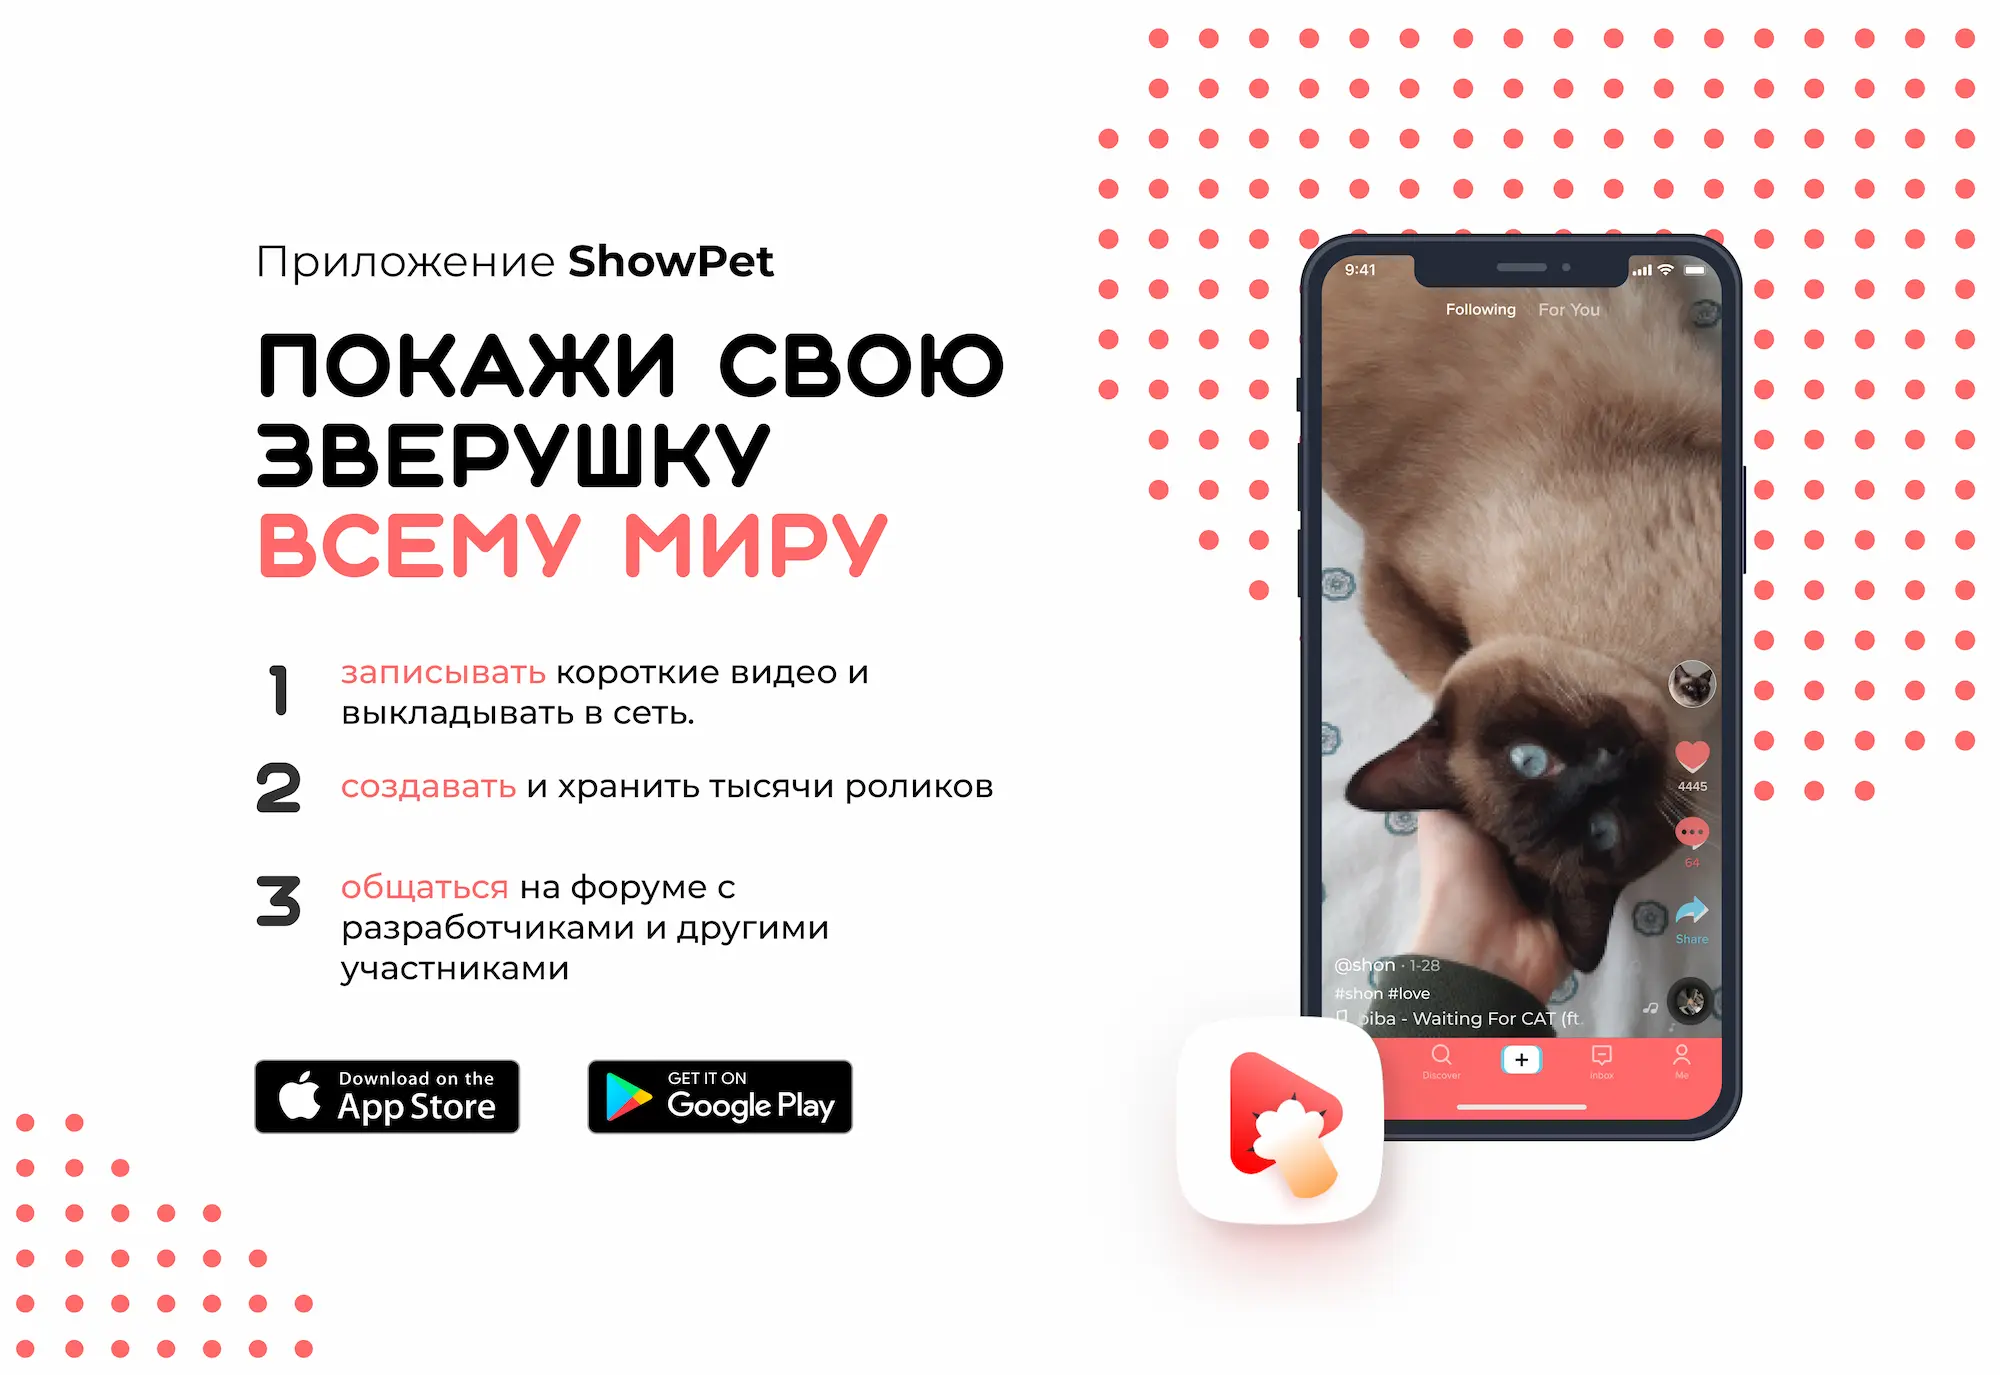 Приложение ShowPet
ПОКАЖИ СВОЮ
ЗВЕРУШКУ
ВСЕМУ МИРУ
1
записывать короткие видео и
выкладывать в сеть.
2
создавать и хранить тысячи роликов
3
общаться на форуме с
разработчиками и другими
участниками
Download on the
App Store
GET IT ON
Google Play
9:41
Following
For You
4445
64
Share
@shon · 1-28
#shon #love
- Waiting For CAT (ft.
Discover
Inbox
Me